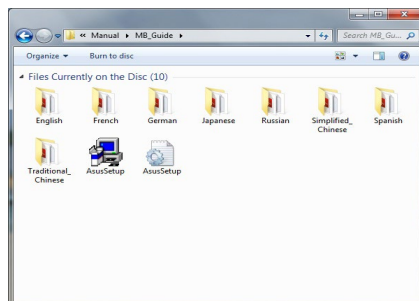 « Manual ▸ MB_Guide ▸
Search MB_Gu...
Organize ▾ Burn to disc
Files Currently on the Disc (10)
English French German Japanese Russian Simplified_ Spanish
Chinese
Traditional_ AsusSetup AsusSetup
Chinese